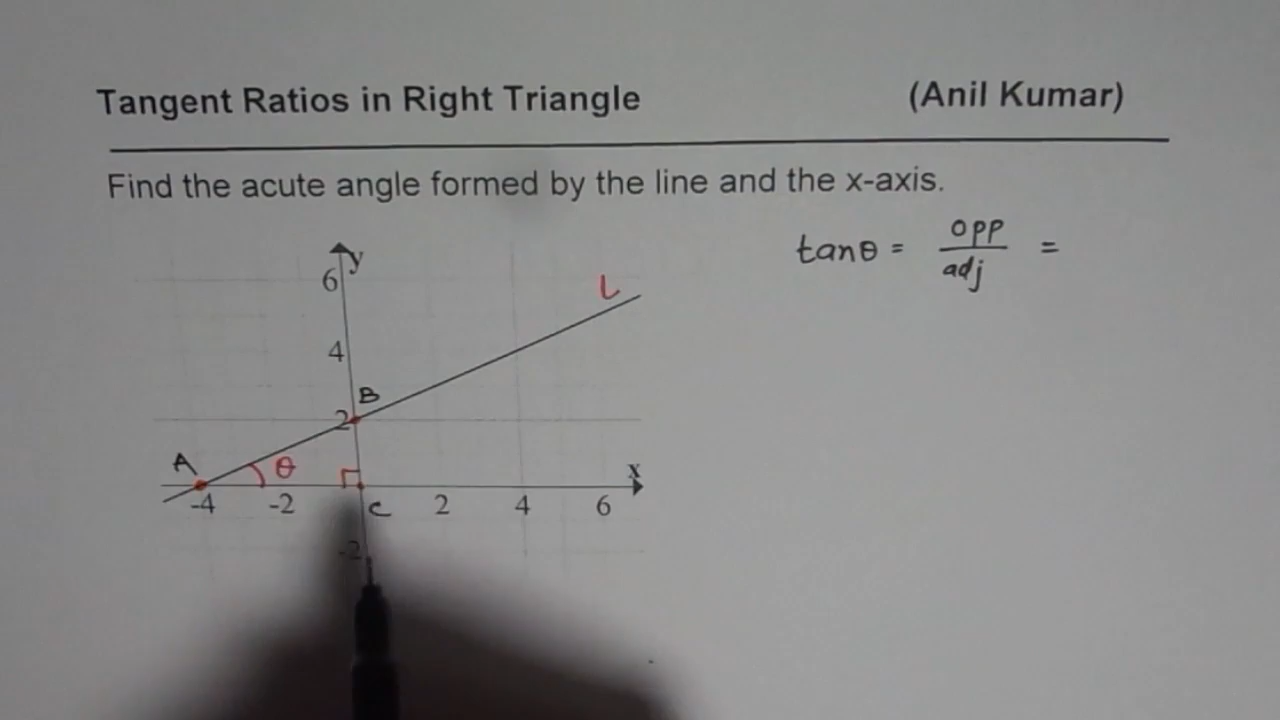 Tangent Ratios in Right Triangle (Anil Kumar)
Find the acute angle formed by the line and the x-axis.
tanθ = opp/adj =
y
6
L
4
B
2
A
θ
x
-4 -2 C 2 4 6
-2